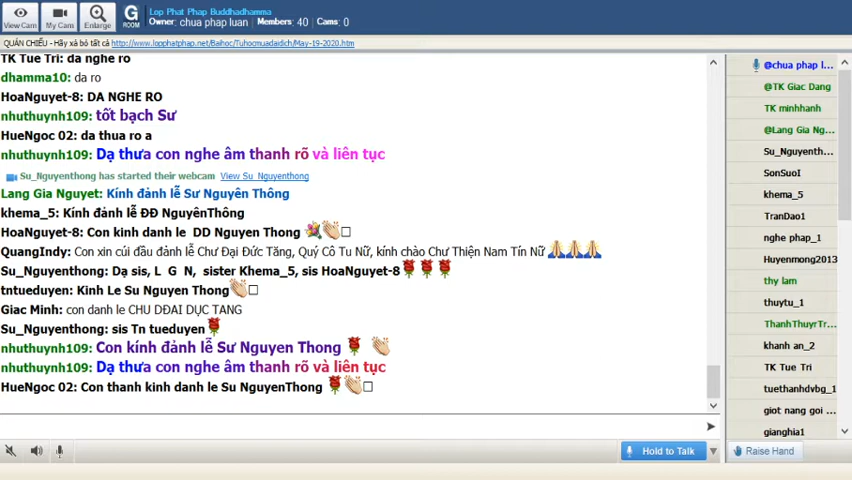 Lop Phat Phap Buddhadhamma
Owner: chua phap luan Members: 40 Cams: 0
View Cam
My Cam
Enlarge
G
ROOM
QUÁN CHIẾU - Hãy xả bỏ tất cả http://www.lopphatphap.net/Baihoc/Tuhoomuadaidich/May-19-2020.htm
TK Tue Tri: da nghe ro
dhamma10: da ro
HoaNguyet-8: DA NGHE RO
nhuthuynh109: tốt bạch Sư
HueNgoc 02: da thua ro a
nhuthuynh109: Dạ thưa con nghe âm thanh rõ và liên tục
Su_Nguyenthong has started their webcam View Su_Nguyenthong
Lang Gia Nguyet: Kính đảnh lễ Sư Nguyên Thông
khema_5: Kính đảnh lễ ĐĐ NguyênThông
HoaNguyet-8: Con kinh danh le DD Nguyen Thong 💐👏□
QuangIndy: Con xin cúi đầu đảnh lễ Chư Đại Đức Tăng, Quý Cô Tu Nữ, kính chào Chư Thiện Nam Tín Nữ 🙏🙏🙏
Su_Nguyenthong: Dạ sis, L G N, sister Khema_5, sis HoaNguyet-8🌹🌹🌹
tntueduyen: Kinh Le Su Nguyen Thong👏□
Giac Minh: con danh le CHU DĐAI DỤC TANG
Su_Nguyenthong: sis Tn tueduyen🌹
nhuthuynh109: Con kính đảnh lễ Sư Nguyen Thong 🌹 👏
nhuthuynh109: Dạ thưa con nghe âm thanh rõ và liên tục
HueNgoc 02: Con thanh kinh danh le Su NguyenThong 🌹👏□
@chua phap l...
@TK Giac Dang
TK minhhanh
@Lang Gia Ng...
Su_Nguyenth...
SonSuoI
khema_5
TranDao1
nghe phap_1
Huyenmong2013
thy lam
thuytu_1
ThanhThuyrTr...
khanh an_2
TK Tue Tri
tuethanhdvbg_1
giot nang goi ...
gianghia1
Hold to Talk
Raise Hand